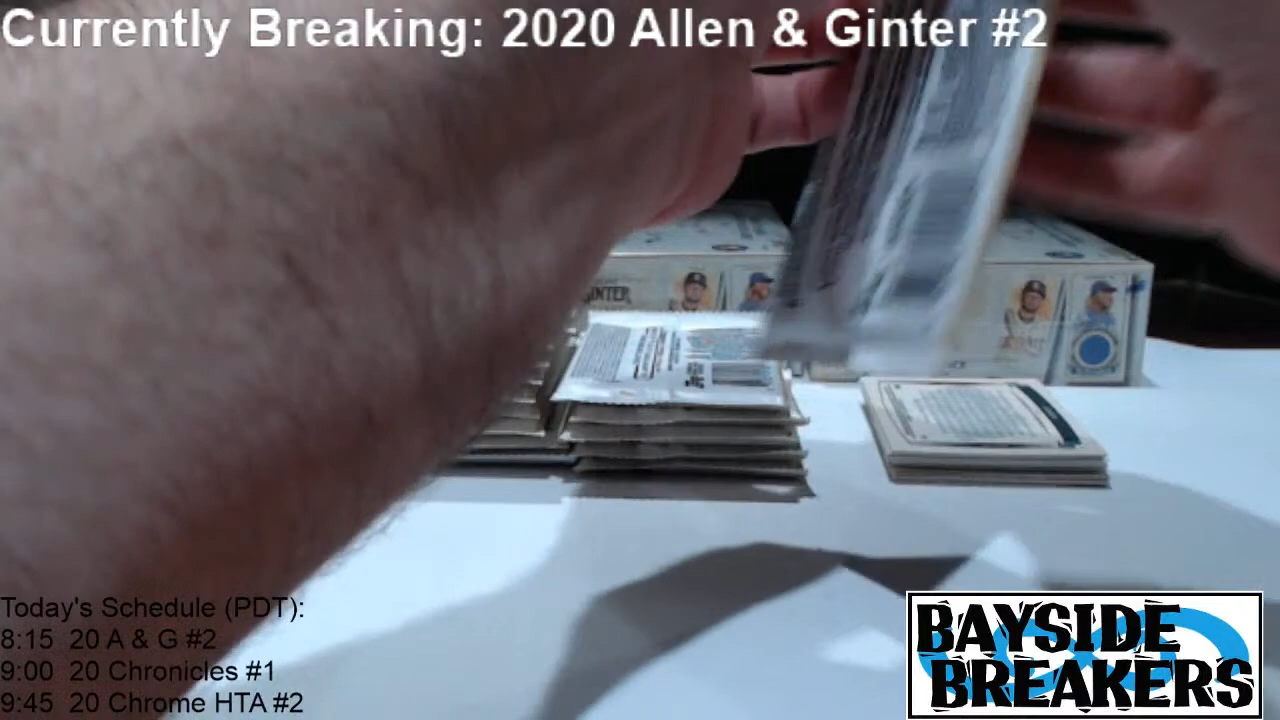 Currently Breaking: 2020 Allen & Ginter #2
INTER
Today's Schedule (PDT):
8:15 20 A & G #2
9:00 20 Chronicles #1
9:45 20 Chrome HTA #2
BAYSIDE
BREAKERS